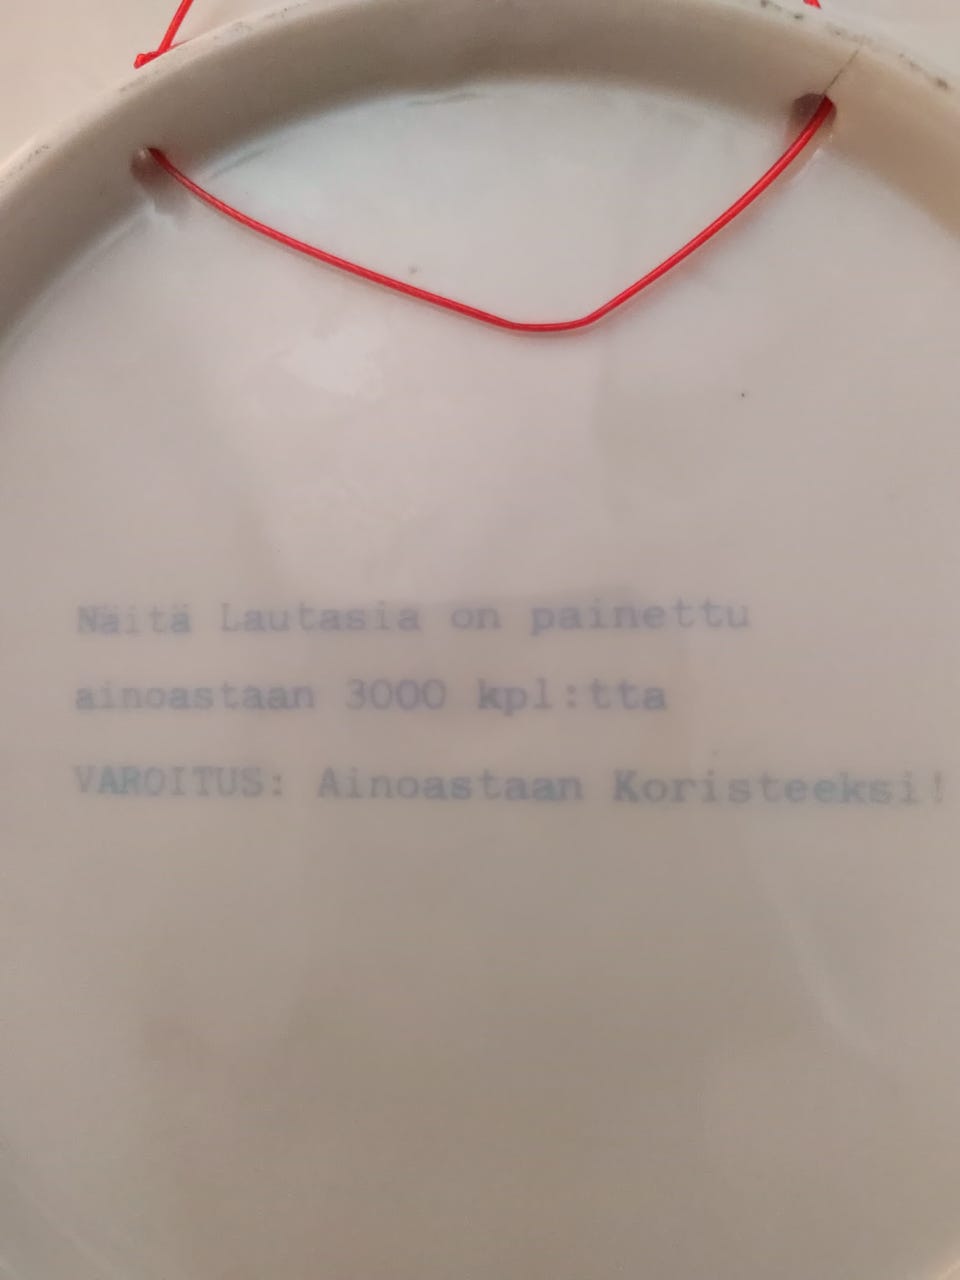 Näitä Lautasia on painettu
ainoastaan 3000 kpl:tta
VAROITUS: Ainoastaan Koristeeksi!